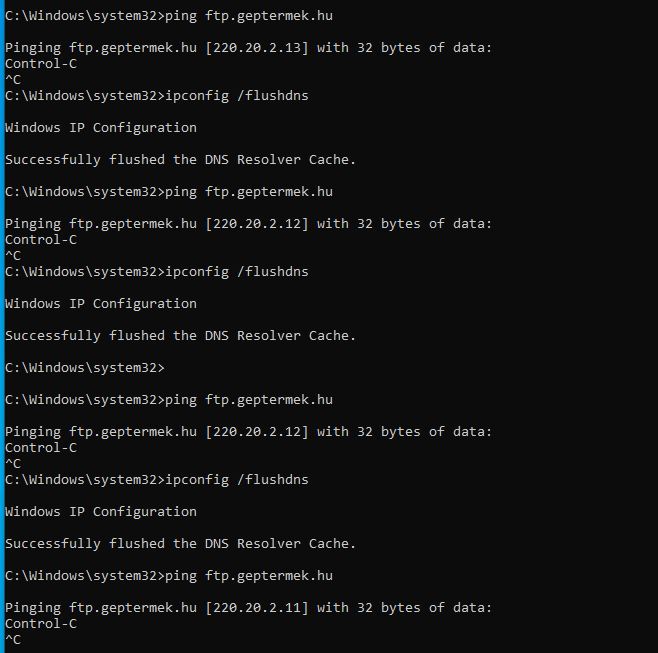 C:\Windows\system32>ping ftp.geptermek.hu
Pinging ftp.geptermek.hu [220.20.2.13] with 32 bytes of data:
Control-C
^C
C:\Windows\system32>ipconfig /flushdns
Windows IP Configuration
Successfully flushed the DNS Resolver Cache.
C:\Windows\system32>ping ftp.geptermek.hu
Pinging ftp.geptermek.hu [220.20.2.12] with 32 bytes of data:
Control-C
^C
C:\Windows\system32>ipconfig /flushdns
Windows IP Configuration
Successfully flushed the DNS Resolver Cache.
C:\Windows\system32>
C:\Windows\system32>ping ftp.geptermek.hu
Pinging ftp.geptermek.hu [220.20.2.12] with 32 bytes of data:
Control-C
^C
C:\Windows\system32>ipconfig /flushdns
Windows IP Configuration
Successfully flushed the DNS Resolver Cache.
C:\Windows\system32>ping ftp.geptermek.hu
Pinging ftp.geptermek.hu [220.20.2.11] with 32 bytes of data:
Control-C
^C